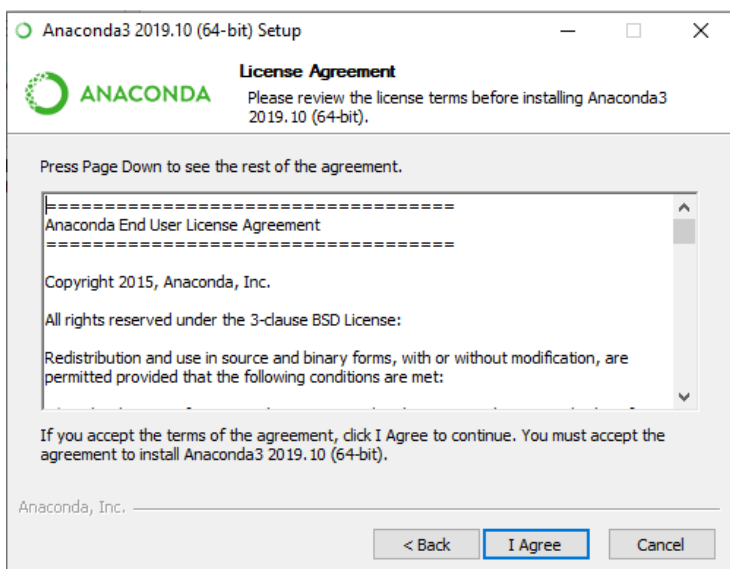 Anaconda3 2019.10 (64-bit) Setup
ANACONDA
License Agreement
Please review the license terms before installing Anaconda3
2019.10 (64-bit).
Press Page Down to see the rest of the agreement.
=====================================
Anaconda End User License Agreement
=====================================
Copyright 2015, Anaconda, Inc.
All rights reserved under the 3-clause BSD License:
Redistribution and use in source and binary forms, with or without modification, are
permitted provided that the following conditions are met:
If you accept the terms of the agreement, click I Agree to continue. You must accept the
agreement to install Anaconda3 2019.10 (64-bit).
Anaconda, Inc.
< Back
I Agree
Cancel